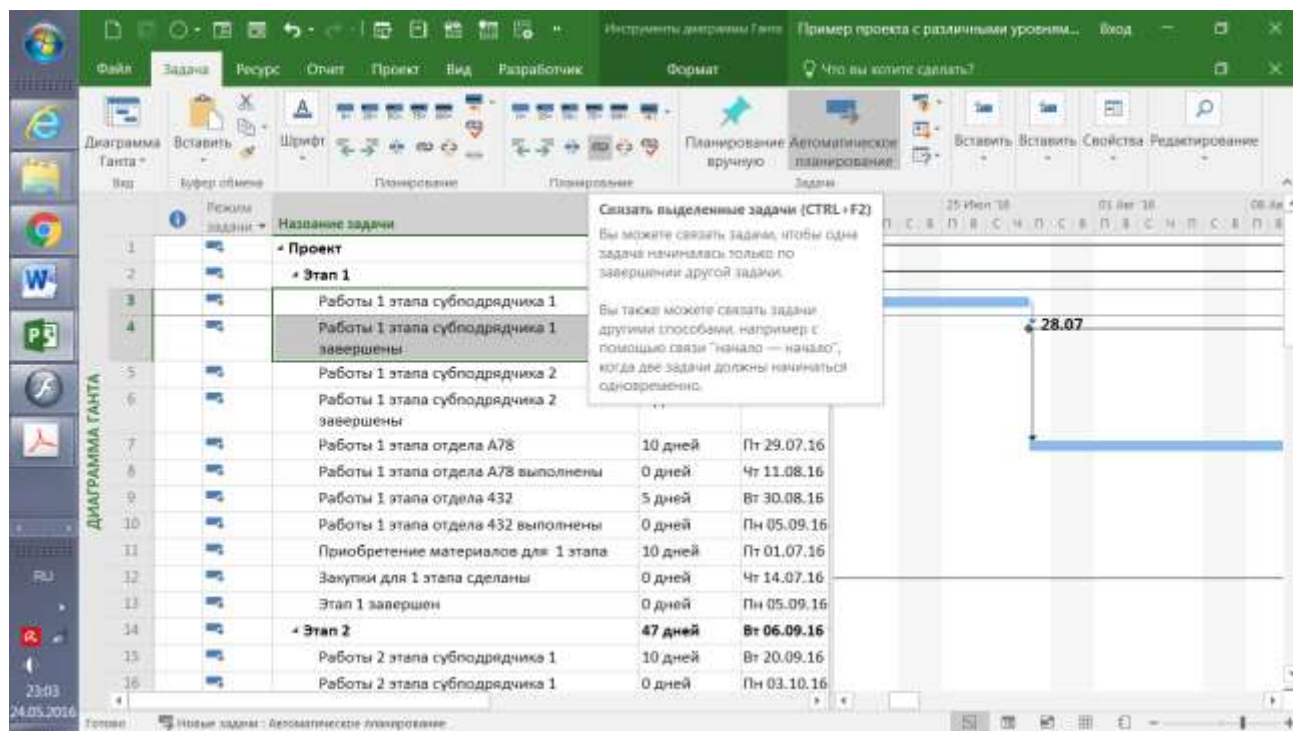 Инструменты диаграммы Ганта
Пример проекта с различными уровням...
Вход
Файл Задача Ресурс Отчет Проект Вид Разработчик Формат Что вы хотите сделать?
Диаграмма Ганта
Вставить
Шрифт
Планирование вручную
Автоматическое планирование
Вставить Вставить Свойства Редактирование
Вид Буфер обмена Планирование Планирование Задачи
Связать выделенные задачи (CTRL+F2)
Вы можете связать задачи, чтобы одна
задача начиналась только по
завершении другой задачи.
Вы также можете связать задачи
другими способами, например с
помощью связи "начало — начало",
когда две задачи должны начинаться
одновременно.
Режим задачи Название задачи
25 Июл '16 01 Авг '16
1 Проект
2 Этап 1
3 Работы 1 этапа субподрядчика 1
4 Работы 1 этапа субподрядчика 1
завершены
28.07
5 Работы 1 этапа субподрядчика 2
6 Работы 1 этапа субподрядчика 2
завершены
7 Работы 1 этапа отдела А78 10 дней Пт 29.07.16
8 Работы 1 этапа отдела А78 выполнены 0 дней Чт 11.08.16
9 Работы 1 этапа отдела 432 5 дней Вт 30.08.16
10 Работы 1 этапа отдела 432 выполнены 0 дней Пн 05.09.16
11 Приобретение материалов для 1 этапа 10 дней Пт 01.07.16
12 Закупки для 1 этапа сделаны 0 дней Чт 14.07.16
13 Этап 1 завершен 0 дней Пн 05.09.16
14 Этап 2 47 дней Вт 06.09.16
15 Работы 2 этапа субподрядчика 1 10 дней Вт 20.09.16
16 Работы 2 этапа субподрядчика 1 0 дней Пн 03.10.16
ДИАГРАММА ГАНТА
RU
23:03
24.05.2016
Готово Новые задачи : Автоматическое планирование